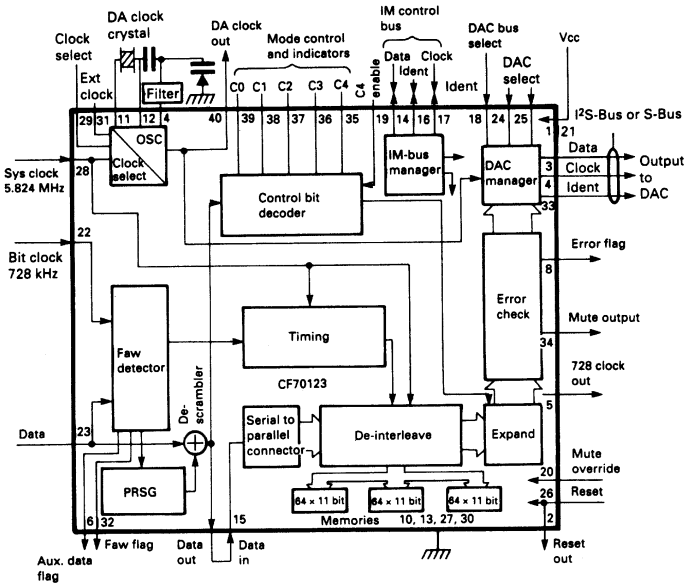 DA clock
crystal
DA clock
out
Clock
select
Ext
clock
Filter
Mode control
and indicators
C0 C1 C2 C3 C4
C4
enable
IM control
bus
Data
Ident
Clock
Ident
DAC bus
select
DAC
select
Vcc
I²S-Bus or S-Bus
29 31 11 12 4 40 39 38 37 36 35 19 14 16 17 18 24 25 1 21
OSC
Clock
select
Sys clock
5.824 MHz
28
Control bit
decoder
IM-bus
manager
DAC
manager
Data
3
Clock
4
Ident
33
Output
to
DAC
22
Bit clock
728 kHz
Error flag
8
Error
check
Mute output
34
Faw
detector
Timing
CF70123
728 clock
out
5
De-
scrambler
Data
23
Serial to
parallel
connector
De-interleave
Expand
Mute
override
20
PRSG
64 × 11 bit
64 × 11 bit
64 × 11 bit
26
Reset
6 32
15
Memories
10, 13, 27, 30
2
Aux. data
flag
Faw flag
Data
out
Data
in
Reset
out